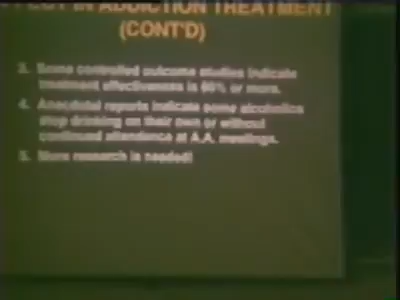 IN ADDICTION TREATMENT
(CONT'D)
3. Some controlled outcome studies indicate
treatment effectiveness is 60% or more.
4. Anecdotal reports indicate some alcoholics
stop drinking on their own or without
continued attendance at A.A. meetings.
5. More research is needed!